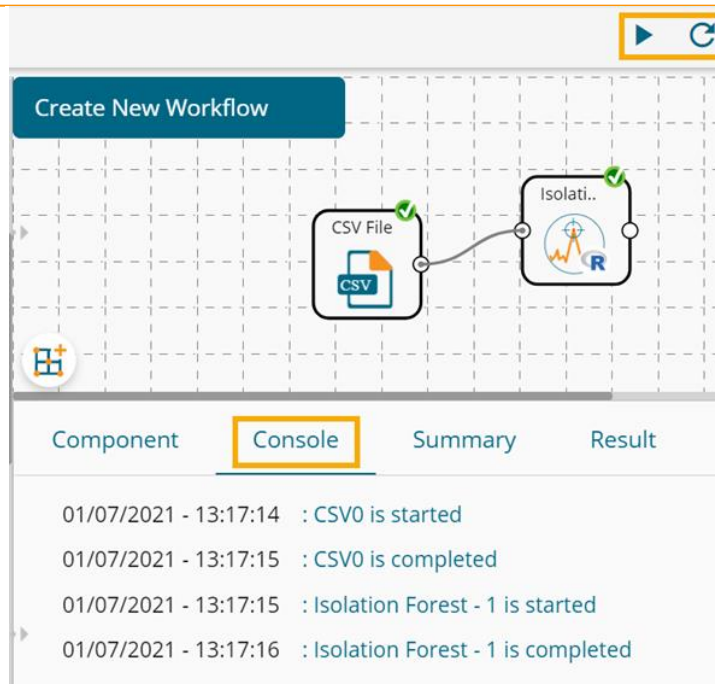 Create New Workflow
Isolati..
CSV File
CSV
R
Component Console Summary Result
01/07/2021 - 13:17:14 : CSV0 is started
01/07/2021 - 13:17:15 : CSV0 is completed
01/07/2021 - 13:17:15 : Isolation Forest - 1 is started
01/07/2021 - 13:17:16 : Isolation Forest - 1 is completed